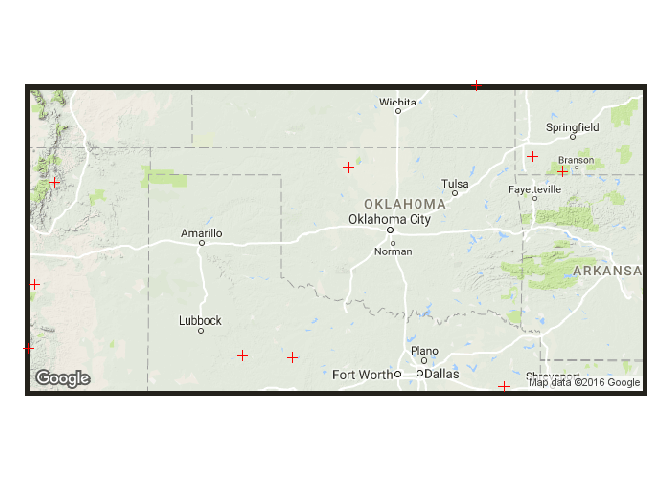 Wichita
Springfield
Branson
Tulsa
Fayetteville
OKLAHOMA
Oklahoma City
Amarillo
Norman
ARKANSA
Lubbock
Plano
Fort Worth
Dallas
Google
Map data ©2016 Google